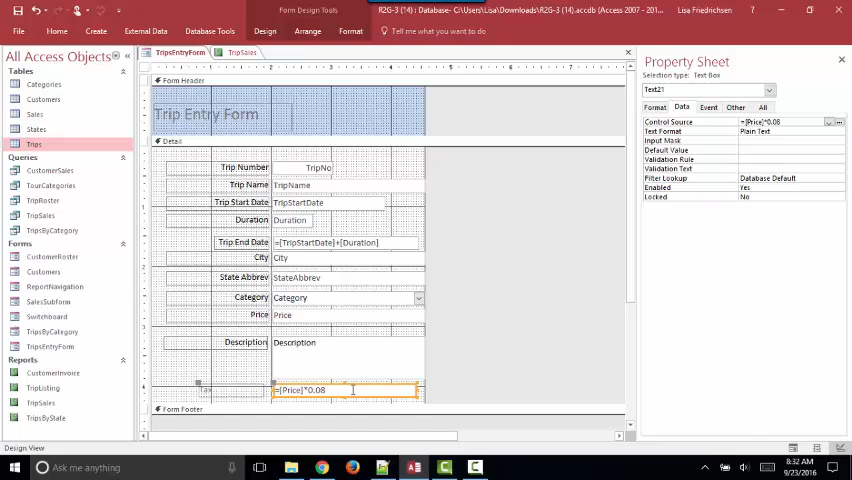 Form Design Tools
R2G-3 (14) : Database- C:\Users\Lisa\Downloads\R2G-3 (14).accdb (Access 2007 - 201...
Lisa Friedrichsen
File
Home
Create
External Data
Database Tools
Design
Arrange
Format
Tell me what you want to do
All Access Objects
Tables
Categories
Customers
Sales
States
Trips
Queries
CustomerSales
TourCategories
TripRoster
TripSales
TripsByCategory
Forms
CustomerRoster
Customers
ReportNavigation
SalesSubform
Switchboard
TripsByCategory
TripsEntryForm
Reports
CustomerInvoice
TripListing
TripSales
TripsByState
TripsEntryForm
TripSales
Form Header
Trip Entry Form
Detail
Trip Number TripNo
Trip Name TripName
Trip Start Date TripStartDate
Duration Duration
Trip End Date =[TripStartDate]+[Duration]
City City
State Abbrev StateAbbrev
Category Category
Price Price
Description Description
Tax =[Price]*0.08
Form Footer
Property Sheet
Selection type: Text Box
Text21
Format Data Event Other All
Control Source =[Price]*0.08
Text Format Plain Text
Input Mask
Default Value
Validation Rule
Validation Text
Filter Lookup Database Default
Enabled Yes
Locked No
Design View
Ask me anything
8:32 AM
9/23/2016